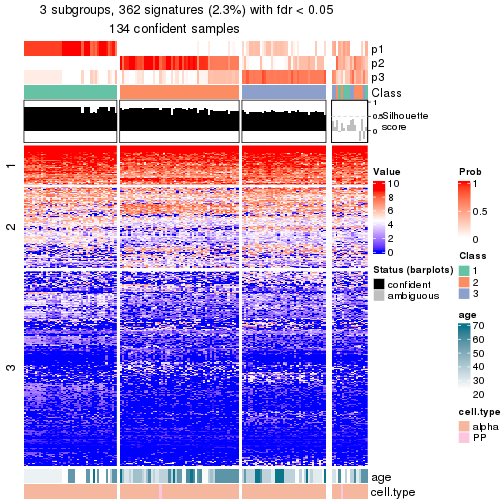 3 subgroups, 362 signatures (2.3%) with fdr < 0.05
134 confident samples
p1
p2
p3
Class
1
0.5
0
Silhouette
score
1
2
3
age
cell.type
Value
10
8
6
4
2
0
Status (barplots)
confident
ambiguous
Prob
1
0.5
0
Class
1
2
3
age
70
60
50
40
30
20
cell.type
alpha
PP